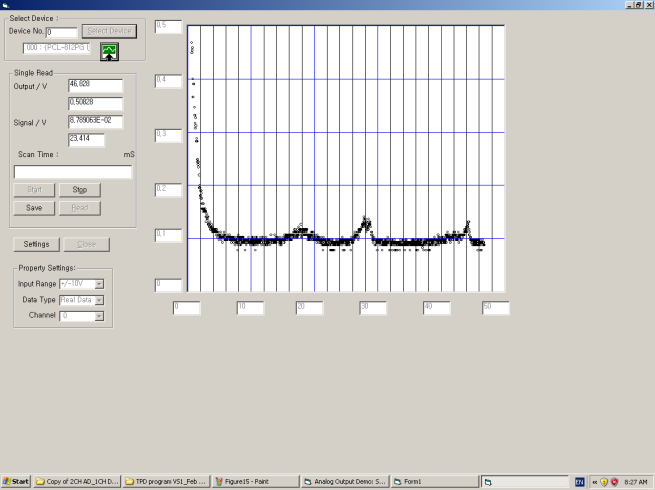 Select Device :
Device No. 0
Select Device
000 : {PCL-812PG (
Single Read
Output / V
46,828
0,50828
Signal / V
8,789063E-02
23,414
Scan Time :
mS
Start
Stop
Save
Read
Settings
Close
Property Settings:
Input Range +/-10V
Data Type Real Data
Channel 0
0,5
0,4
0,3
0,2
0,1
0
0 10 20 30 40 50
Start
Copy of 2CH AD_1CH D...
TPD program VS1_Feb ...
Figure15 - Paint
Analog Output Demo: S...
Form1
EN
8:27 AM